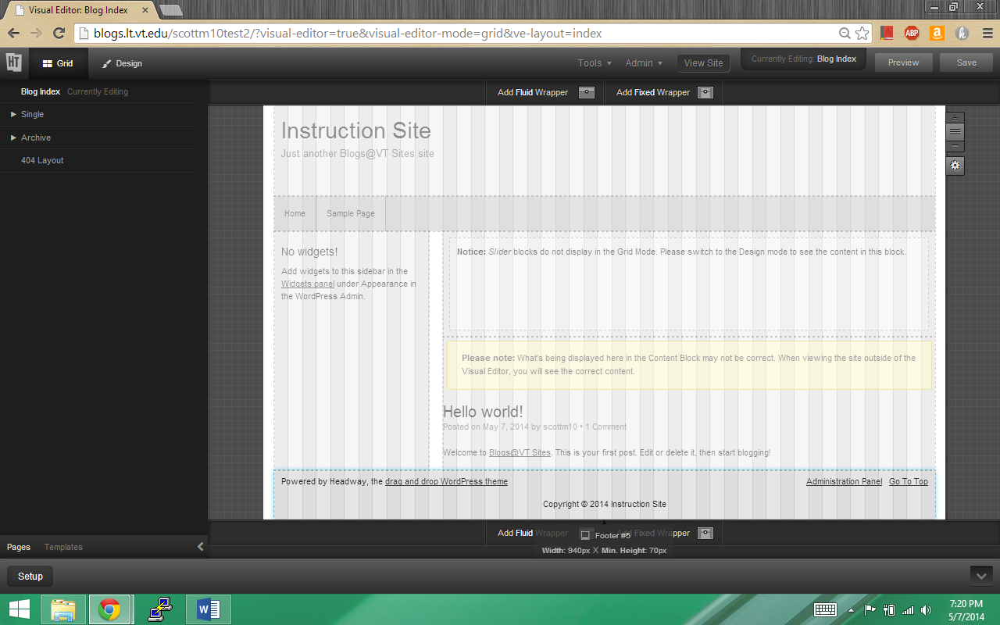 Visual Editor: Blog Index
blogs.lt.vt.edu/scottm10test2/?visual-editor=true&visual-editor-mode=grid&ve-layout=index
ABP
HT
Grid
Design
Tools
Admin
View Site
Currently Editing: Blog Index
Preview
Save
Blog Index Currently Editing
Single
Archive
404 Layout
Add Fluid Wrapper
Add Fixed Wrapper
Instruction Site
Just another Blogs@VT Sites site
Home
Sample Page
No widgets!
Add widgets to this sidebar in the
Widgets panel under Appearance in
the WordPress Admin.
Notice: Slider blocks do not display in the Grid Mode. Please switch to the Design mode to see the content in this block.
Please note: What's being displayed here in the Content Block may not be correct. When viewing the site outside of the
Visual Editor, you will see the correct content.
Hello world!
Posted on May 7, 2014 by scottm10 • 1 Comment
Welcome to Blogs@VT Sites. This is your first post. Edit or delete it, then start blogging!
Powered by Headway, the drag and drop WordPress theme
Administration Panel Go To Top
Copyright © 2014 Instruction Site
Add Fluid Wrapper
Add Fixed Wrapper
Footer #5
Width: 940px X Min. Height: 70px
Pages
Templates
Setup
7:20 PM
5/7/2014